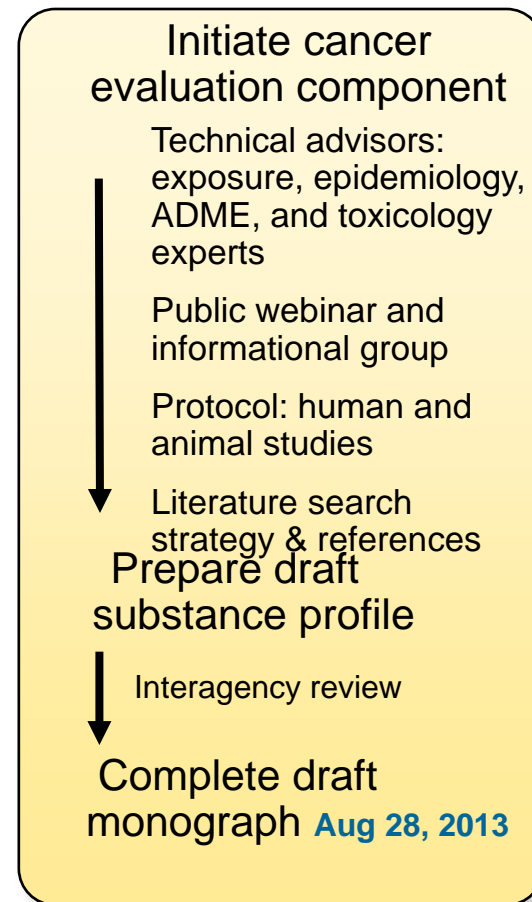 Initiate cancer
evaluation component
Technical advisors:
exposure, epidemiology,
ADME, and toxicology
experts
Public webinar and
informational group
Protocol: human and
animal studies
Literature search
strategy & references
Prepare draft
substance profile
Interagency review
Complete draft
monograph Aug 28, 2013